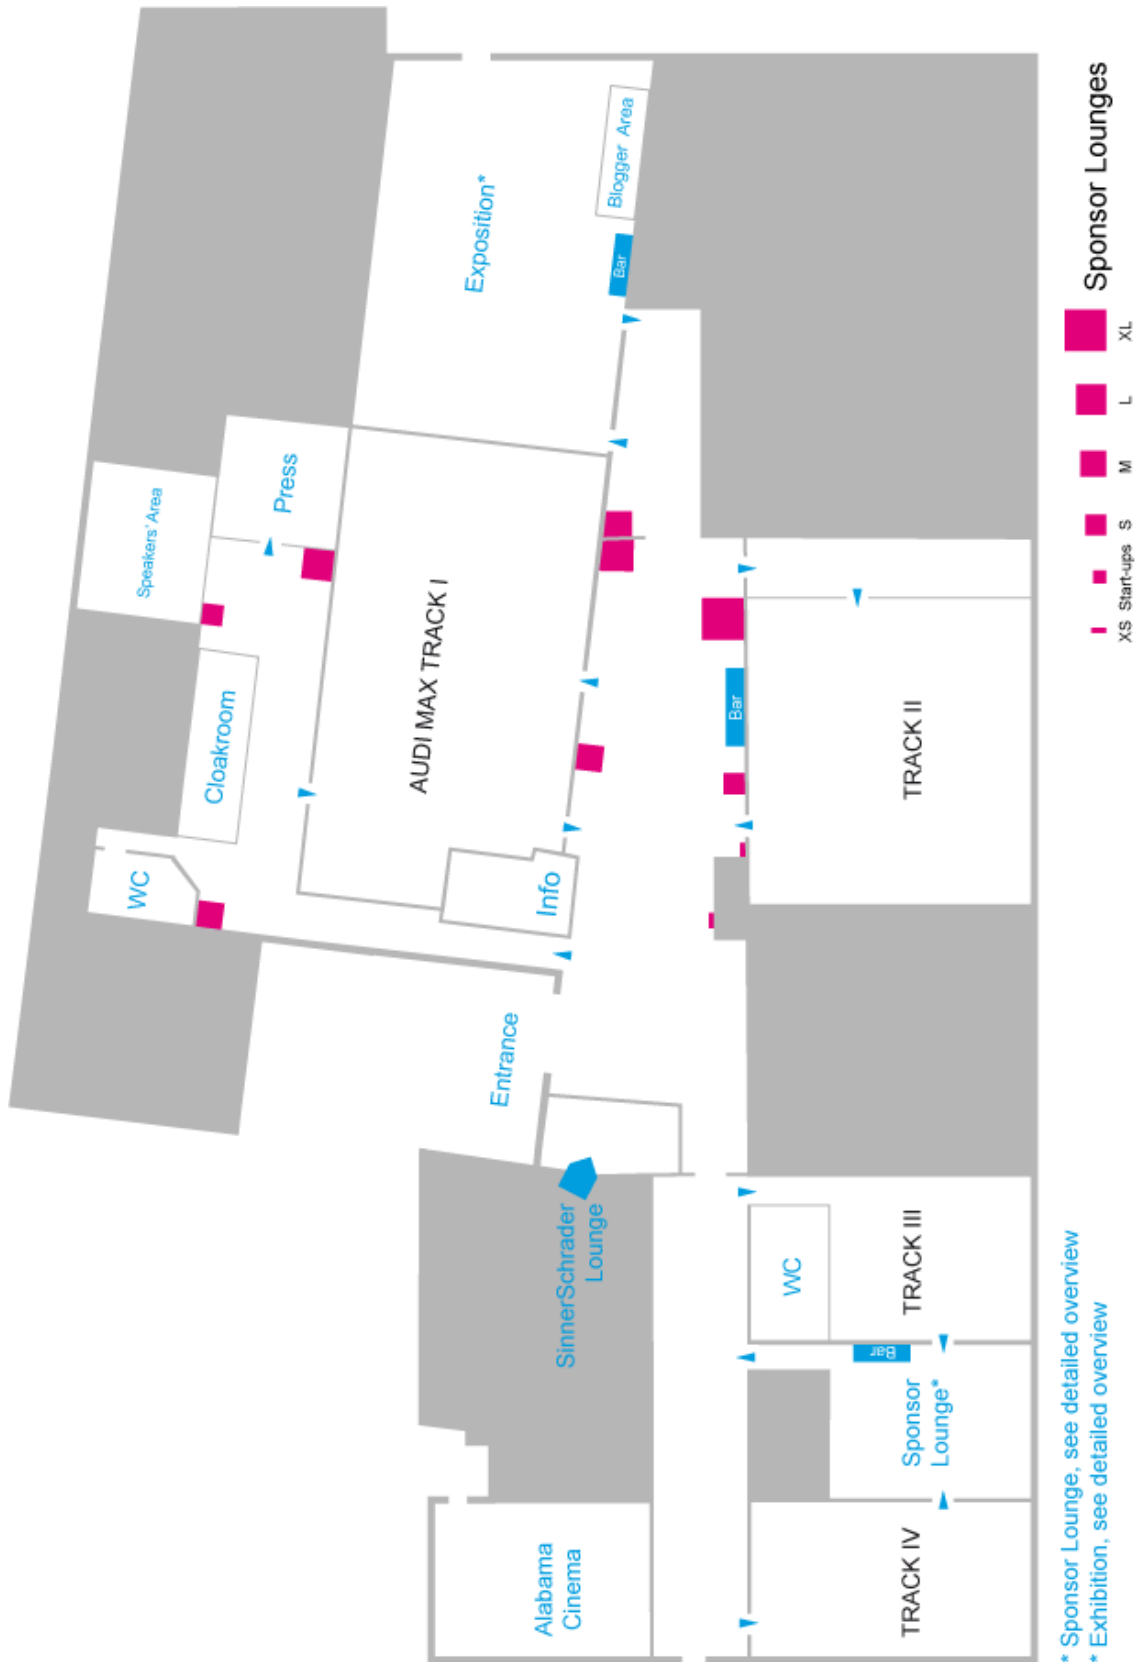 Speakers' Area
Press
Cloakroom
WC
Exposition*
Blogger Area
Bar
AUDI MAX TRACK I
Info
Entrance
Bar
TRACK II
SinnerSchrader
Lounge
WC
TRACK III
Bar
Sponsor
Lounge*
Alabama
Cinema
TRACK IV
* Sponsor Lounge, see detailed overview
* Exhibition, see detailed overview
XS Start-ups S M L XL Sponsor Lounges